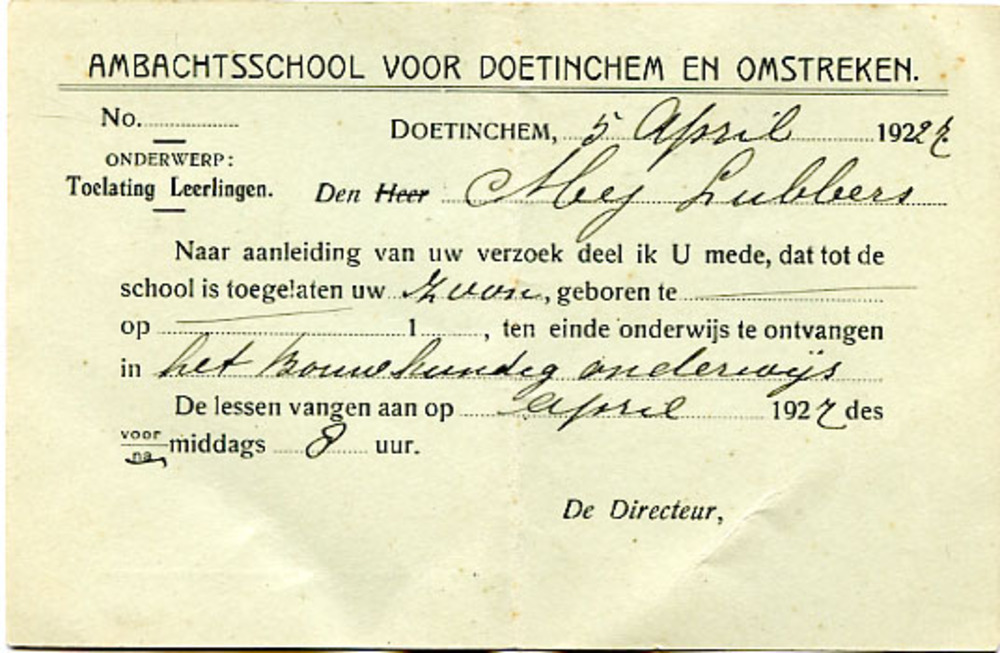 AMBACHTSSCHOOL VOOR DOETINCHEM EN OMSTREKEN.
No.
DOETINCHEM, 5 April 1922 7.
ONDERWERP:
Toelating Leerlingen.
Den Heer Mej Lubbers
Naar aanleiding van uw verzoek deel ik U mede, dat tot de
school is toegelaten uw zoon, geboren te
op 1 , ten einde onderwijs te ontvangen
in het bouwkundig onderwijs
De lessen vangen aan op april 1927 des
voor/na middags 8 uur.
De Directeur,